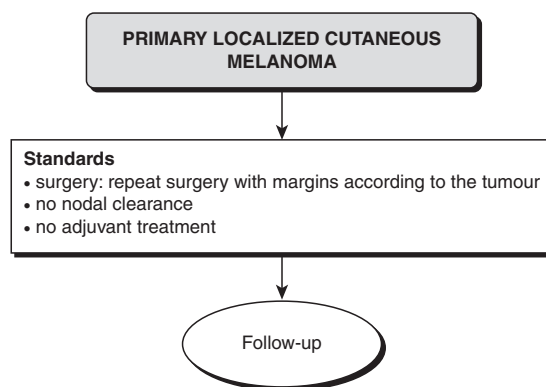 PRIMARY LOCALIZED CUTANEOUS
MELANOMA
Standards
• surgery: repeat surgery with margins according to the tumour
• no nodal clearance
• no adjuvant treatment
Follow-up